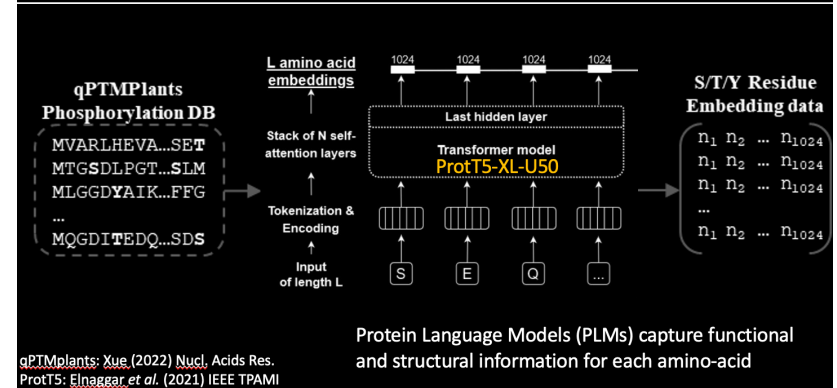 qPTMPlants
Phosphorylation DB
MVARLHEVA...SET
MTGSDLPGT...SLM
MLGGDYAIK...FFG
...
MQGDITEDQ...SDS
L amino acid
embeddings
Stack of N self-
attention layers
Tokenization &
Encoding
Input
of length L
1024 1024 1024 1024
Last hidden layer
Transformer model
ProtT5-XL-U50
S E Q ...
S/T/Y Residue
Embedding data
n₁ n₂ ... n₁₀₂₄
n₁ n₂ ... n₁₀₂₄
n₁ n₂ ... n₁₀₂₄
...
n₁ n₂ ... n₁₀₂₄
Protein Language Models (PLMs) capture functional
and structural information for each amino-acid
qPTMplants: Xue (2022) Nucl. Acids Res.
ProtT5: Elnaggar et al. (2021) IEEE TPAMI